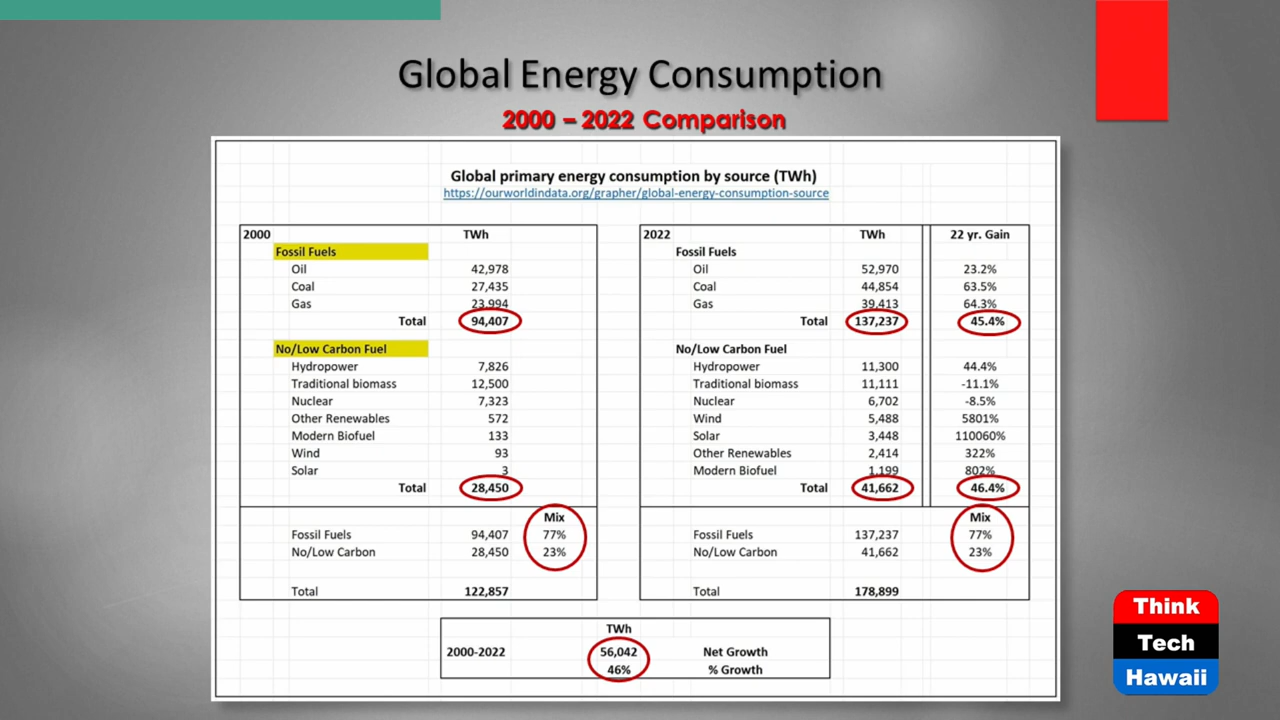 Global Energy Consumption
2000 – 2022 Comparison
Global primary energy consumption by source (TWh)
https://ourworldindata.org/grapher/global-energy-consumption-source
2000 TWh
Fossil Fuels
Oil 42,978
Coal 27,435
Gas 23,994
Total 94,407
No/Low Carbon Fuel
Hydropower 7,826
Traditional biomass 12,500
Nuclear 7,323
Other Renewables 572
Modern Biofuel 133
Wind 93
Solar 3
Total 28,450
Mix
Fossil Fuels 94,407 77%
No/Low Carbon 28,450 23%
Total 122,857
2022 TWh 22 yr. Gain
Fossil Fuels
Oil 52,970 23.2%
Coal 44,854 63.5%
Gas 39,413 64.3%
Total 137,237 45.4%
No/Low Carbon Fuel
Hydropower 11,300 44.4%
Traditional biomass 11,111 -11.1%
Nuclear 6,702 -8.5%
Wind 5,488 5801%
Solar 3,448 110060%
Other Renewables 2,414 322%
Modern Biofuel 1,199 802%
Total 41,662 46.4%
Mix
Fossil Fuels 137,237 77%
No/Low Carbon 41,662 23%
Total 178,899
TWh
2000-2022 56,042 Net Growth
46% % Growth
Think
Tech
Hawaii